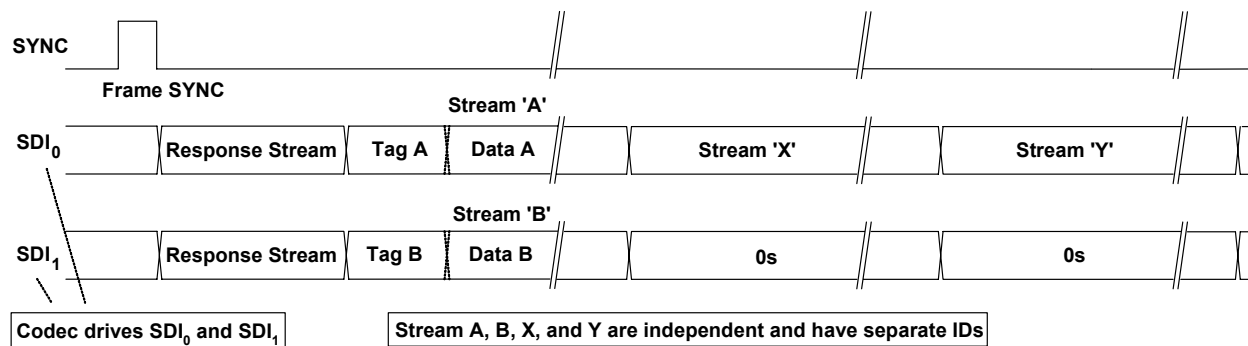 SYNC
Frame SYNC
Stream 'A'
SDI0 Response Stream Tag A Data A Stream 'X' Stream 'Y'
Stream 'B'
SDI1 Response Stream Tag B Data B 0s 0s
Codec drives SDI0 and SDI1
Stream A, B, X, and Y are independent and have separate IDs